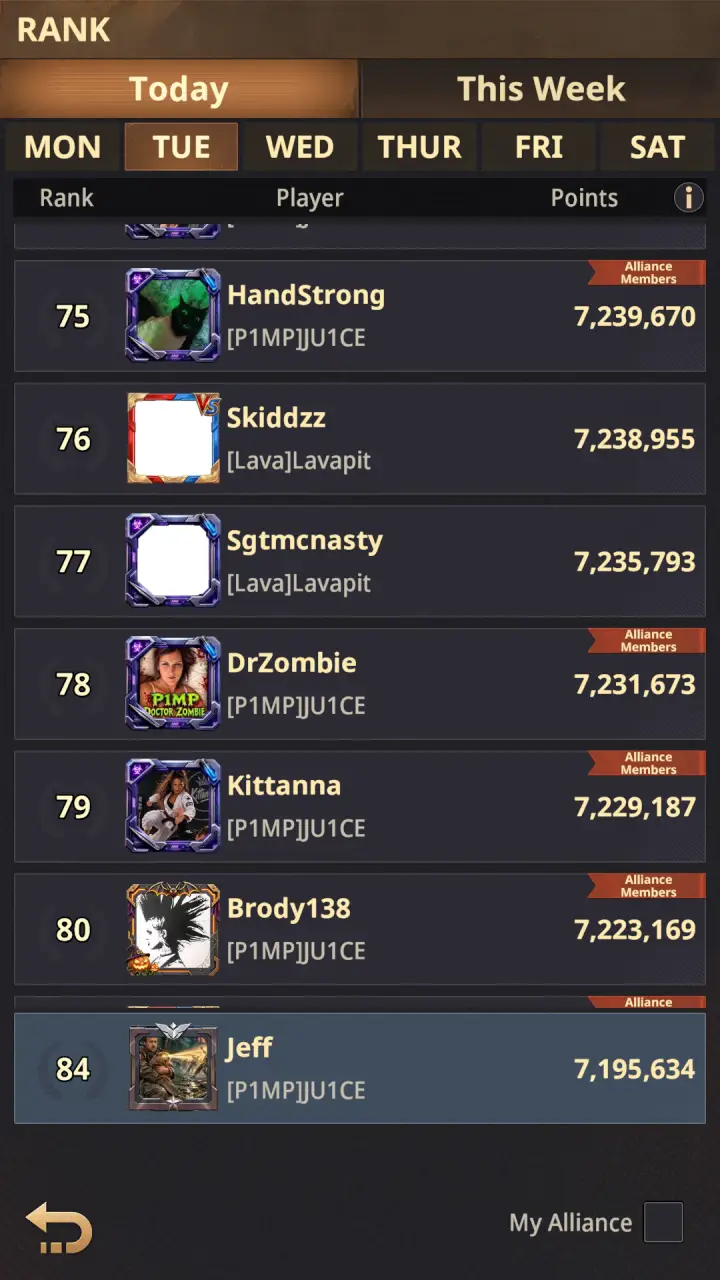 RANK
Today
This Week
MON
TUE
WED
THUR
FRI
SAT
Rank
Player
Points
i
Alliance
Members
75
HandStrong
[P1MP]JU1CE
7,239,670
VS
76
Skiddzz
[Lava]Lavapit
7,238,955
77
Sgtmcnasty
[Lava]Lavapit
7,235,793
Alliance
Members
78
P1MP
DOCTOR ZOMBIE
DrZombie
[P1MP]JU1CE
7,231,673
Alliance
Members
79
Kittanna
[P1MP]JU1CE
7,229,187
Alliance
Members
80
Brody138
[P1MP]JU1CE
7,223,169
Alliance
84
Jeff
[P1MP]JU1CE
7,195,634
My Alliance